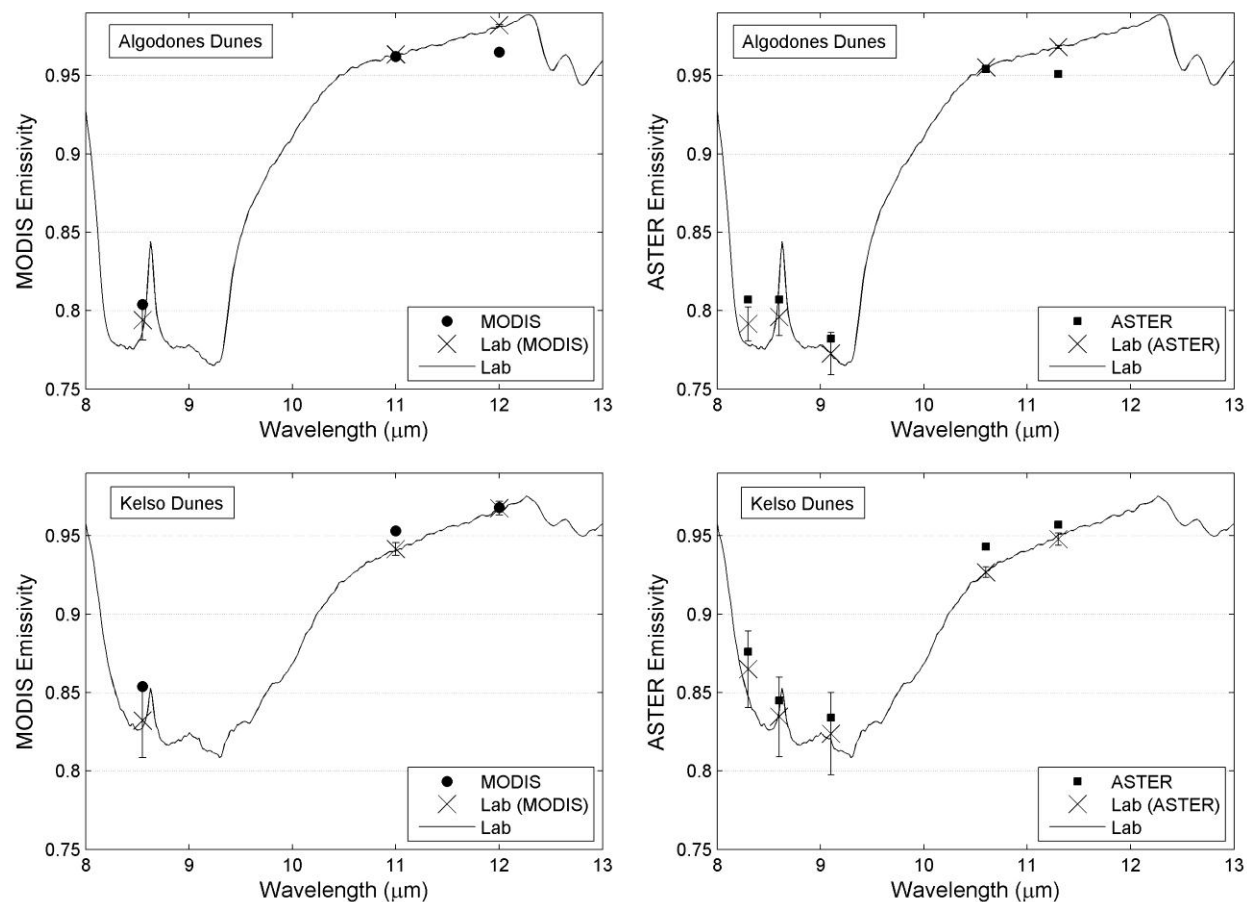 Algodones Dunes
MODIS Emissivity
0.95
0.9
0.85
0.8
0.75
8 9 10 11 12 13
Wavelength (μm)
MODIS
Lab (MODIS)
Lab
Algodones Dunes
ASTER Emissivity
0.95
0.9
0.85
0.8
0.75
8 9 10 11 12 13
Wavelength (μm)
ASTER
Lab (ASTER)
Lab
Kelso Dunes
MODIS Emissivity
0.95
0.9
0.85
0.8
0.75
8 9 10 11 12 13
Wavelength (μm)
MODIS
Lab (MODIS)
Lab
Kelso Dunes
ASTER Emissivity
0.95
0.9
0.85
0.8
0.75
8 9 10 11 12 13
Wavelength (μm)
ASTER
Lab (ASTER)
Lab